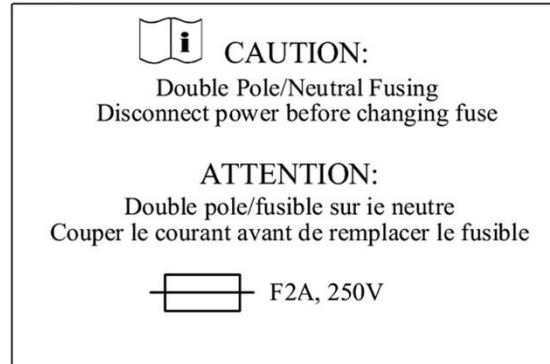 i CAUTION:
Double Pole/Neutral Fusing
Disconnect power before changing fuse
ATTENTION:
Double pole/fusible sur ie neutre
Couper le courant avant de remplacer le fusible
F2A, 250V